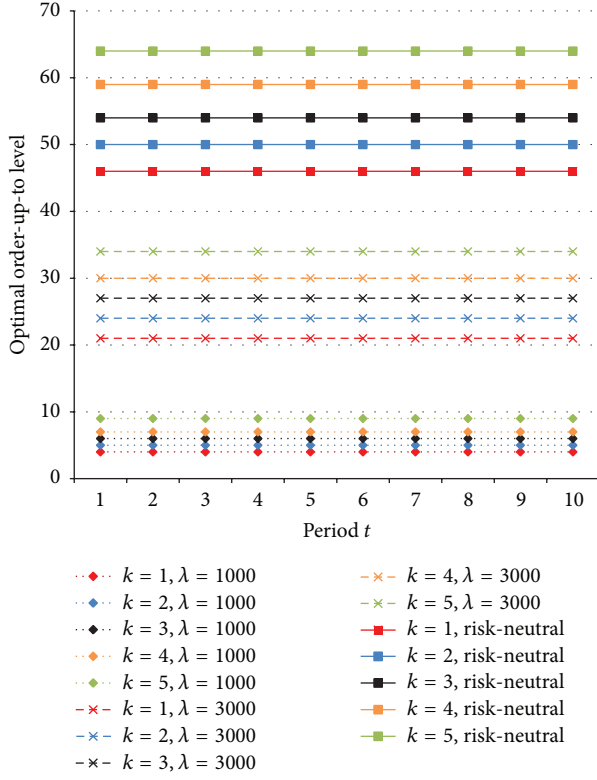 70
60
50
40
30
20
10
0
Optimal order-up-to level
1 2 3 4 5 6 7 8 9 10
Period t
k = 1, λ = 1000
k = 2, λ = 1000
k = 3, λ = 1000
k = 4, λ = 1000
k = 5, λ = 1000
k = 1, λ = 3000
k = 2, λ = 3000
k = 3, λ = 3000
k = 4, λ = 3000
k = 5, λ = 3000
k = 1, risk-neutral
k = 2, risk-neutral
k = 3, risk-neutral
k = 4, risk-neutral
k = 5, risk-neutral